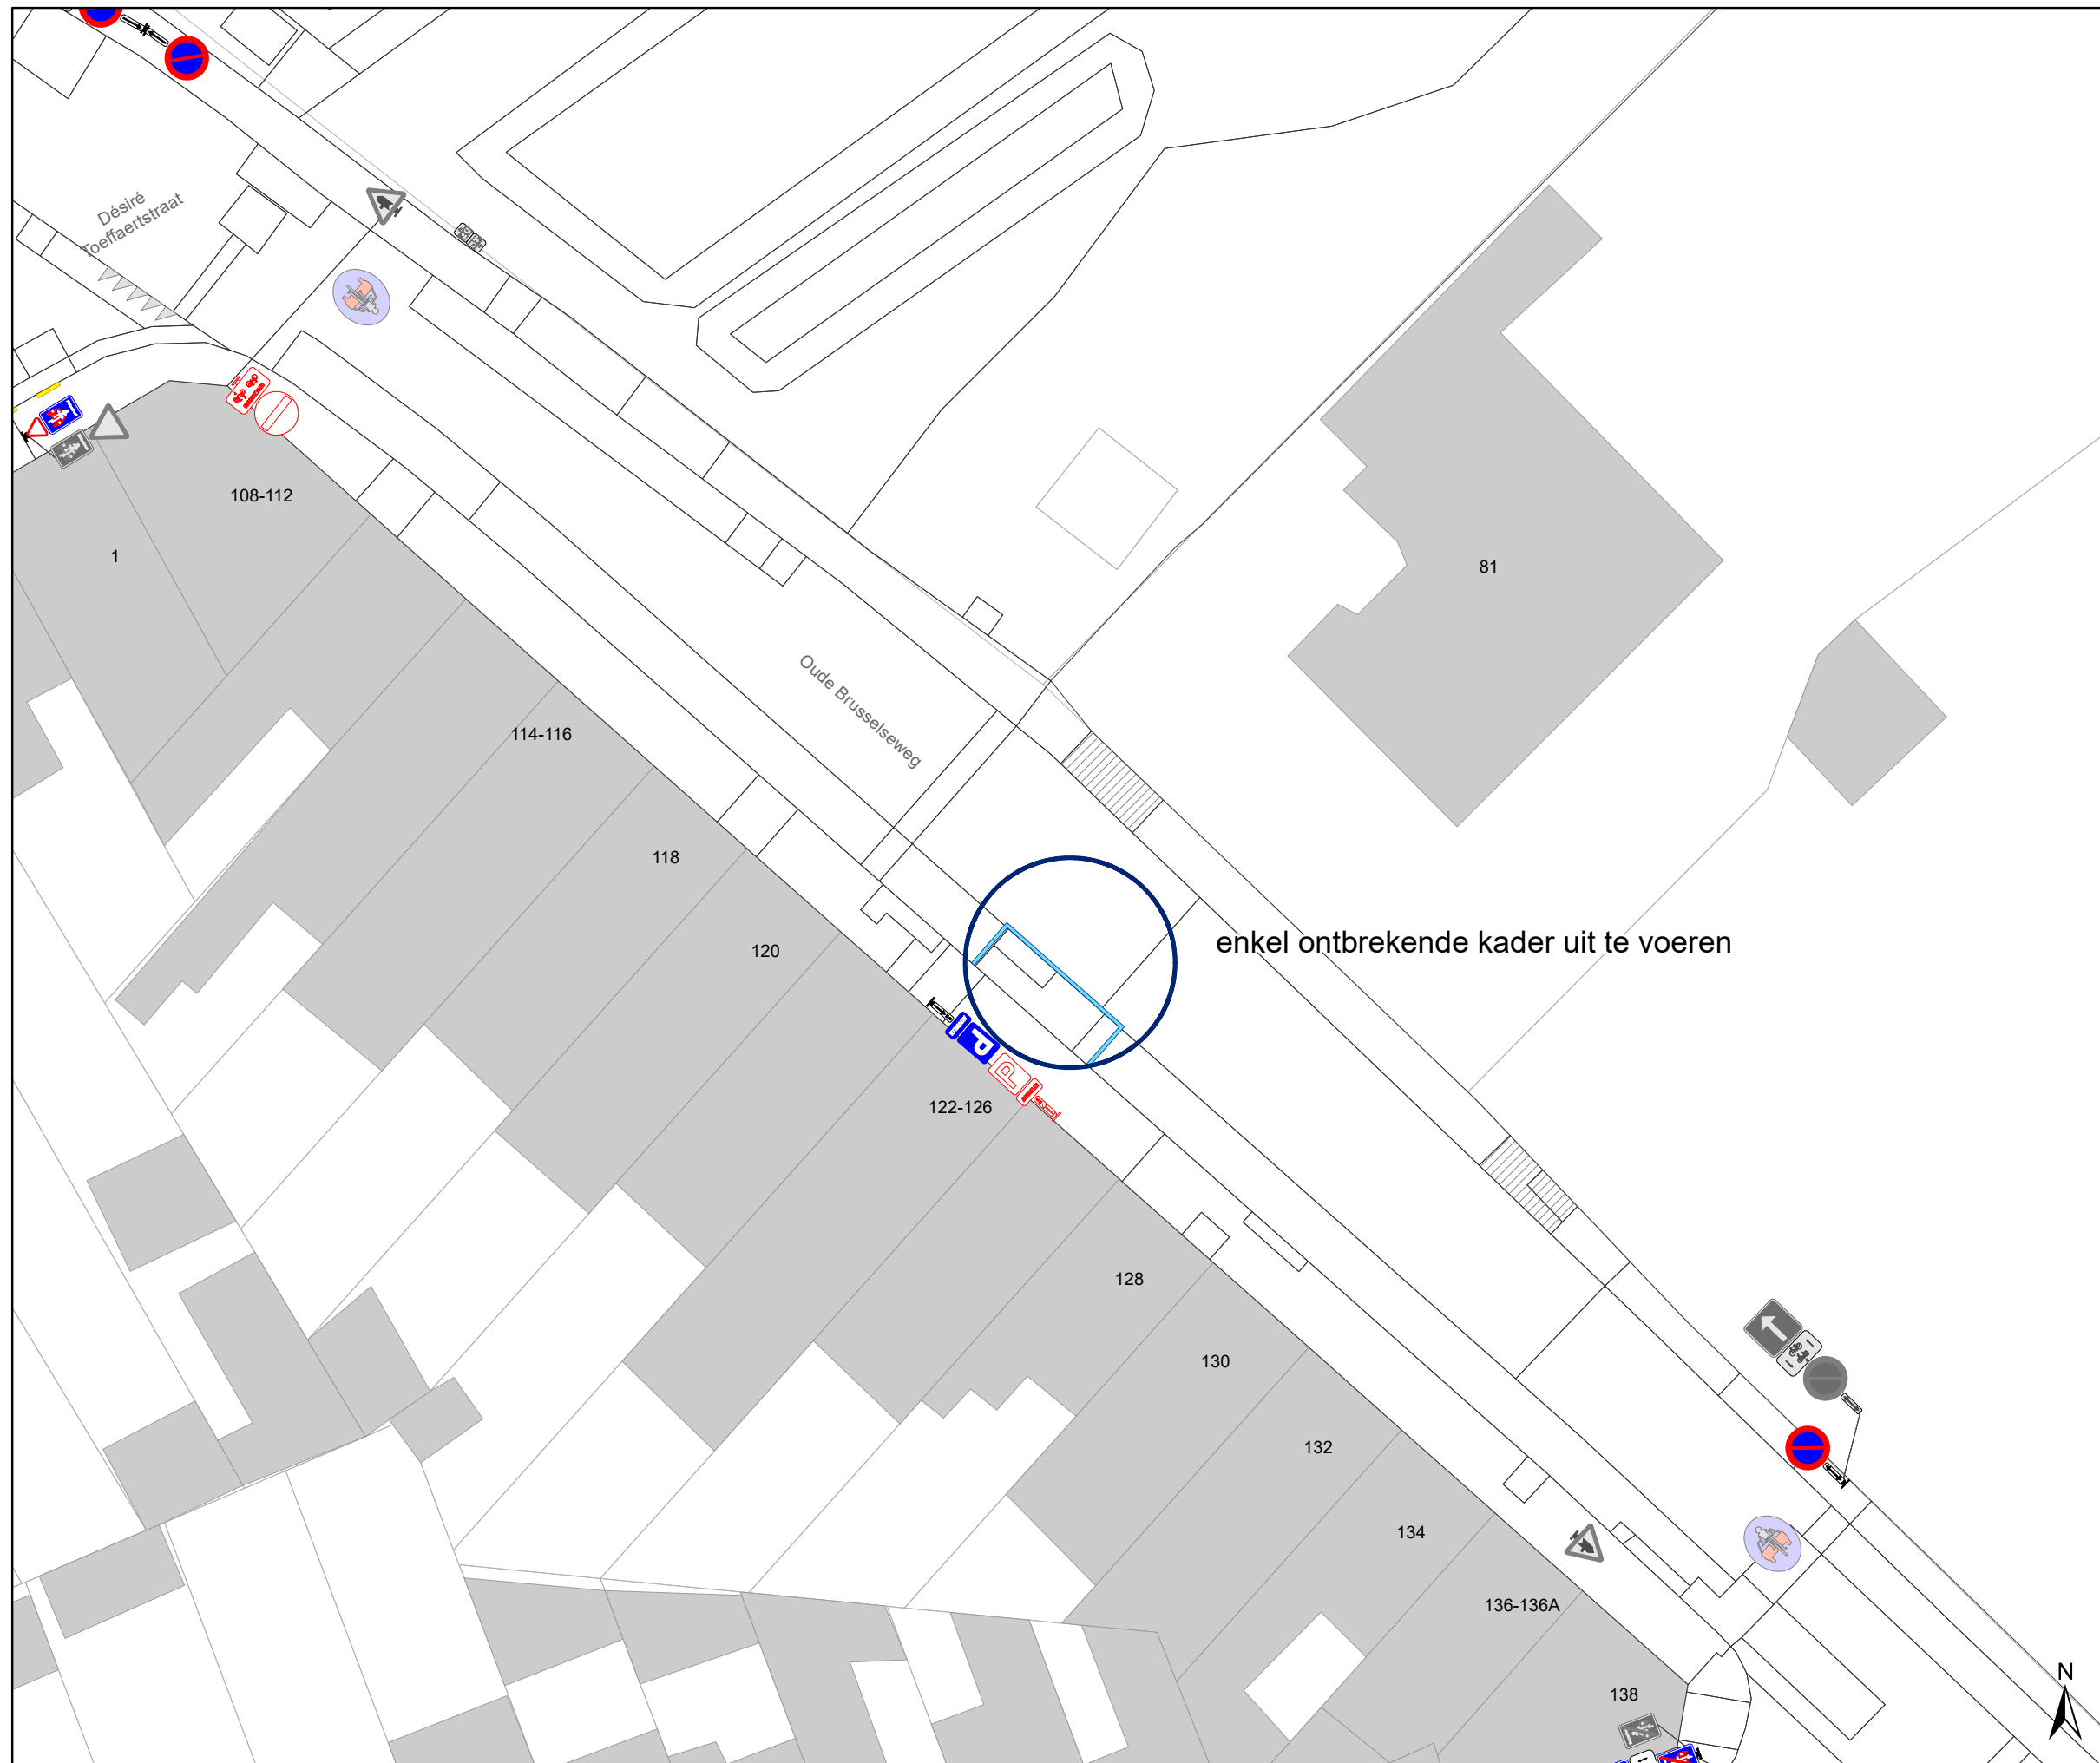 Désiré
Toeffaertstraat
108-112
1
81
Oude Brusselseweg
114-116
118
120
enkel ontbrekende kader uit te voeren
P
P
122-126
128
130
132
134
136-136A
138
N